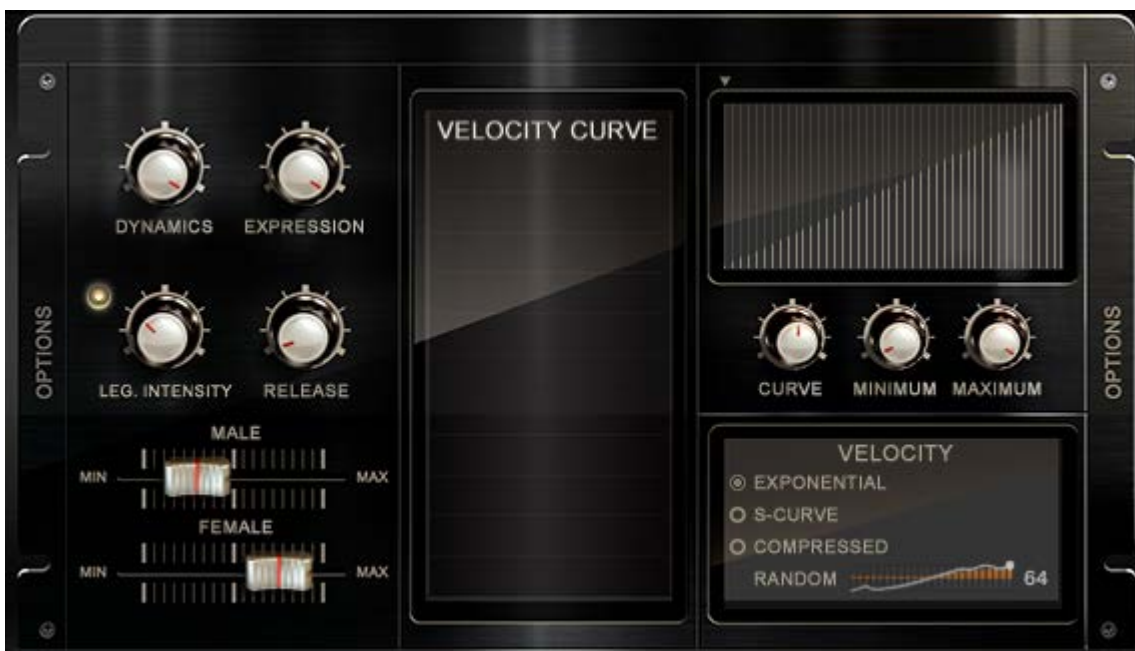 OPTIONS
DYNAMICS
EXPRESSION
LEG. INTENSITY
RELEASE
MALE
MIN
MAX
FEMALE
MIN
MAX
VELOCITY CURVE
CURVE
MINIMUM
MAXIMUM
VELOCITY
EXPONENTIAL
S-CURVE
COMPRESSED
RANDOM 64
OPTIONS